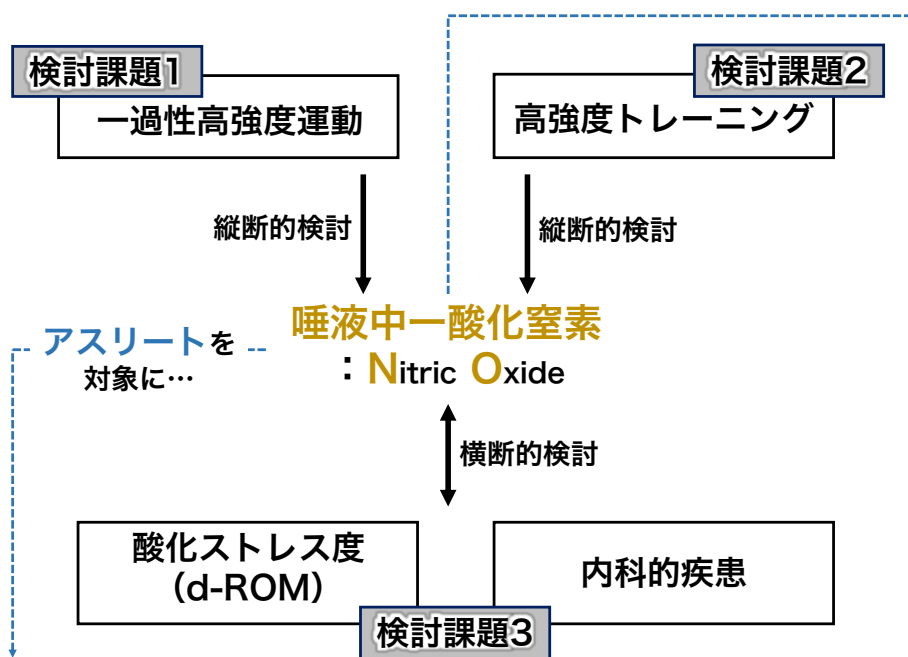 検討課題1
一過性高強度運動
検討課題2
高強度トレーニング
縦断的検討
縦断的検討
唾液中一酸化窒素
：Nitric Oxide
アスリートを
対象に…
横断的検討
酸化ストレス度
（d-ROM）
内科的疾患
検討課題3